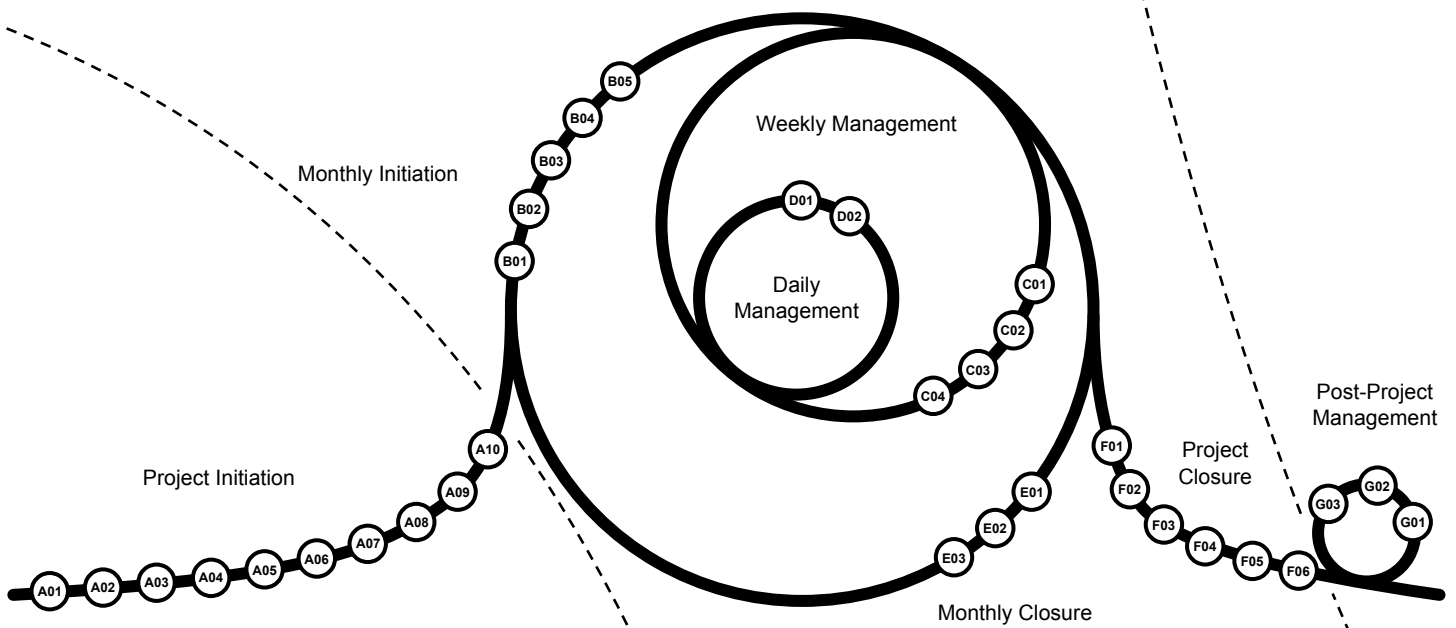 Project Initiation
A01
A02
A03
A04
A05
A06
A07
A08
A09
A10
Monthly Initiation
B01
B02
B03
B04
B05
Weekly Management
C01
C02
C03
C04
Daily
Management
D01
D02
Monthly Closure
E01
E02
E03
Project
Closure
F01
F02
F03
F04
F05
F06
Post-Project
Management
G01
G02
G03